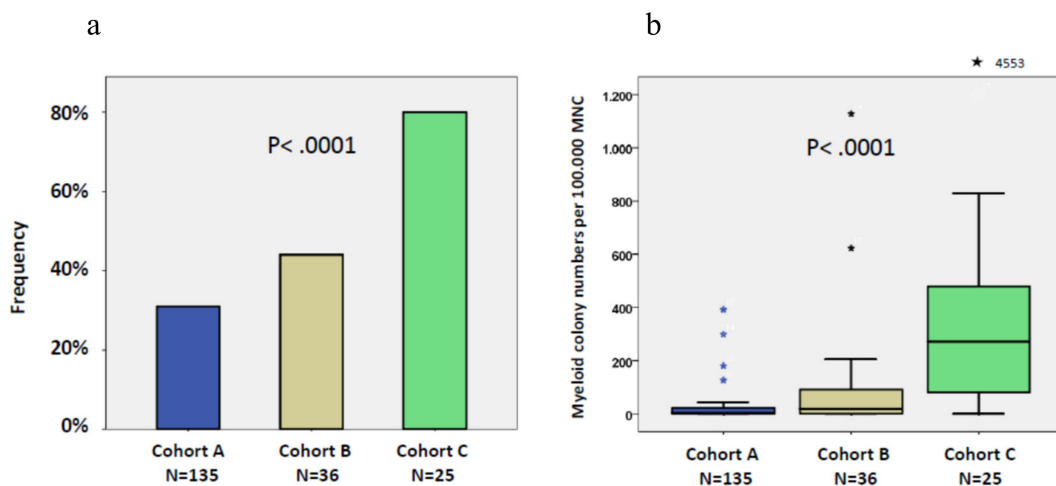 a
80%
60%
40%
20%
0%
Frequency
P< .0001
Cohort A
N=135
Cohort B
N=36
Cohort C
N=25
b
4553
1.200
1.000
.800
.600
.400
.200
0
Myeloid colony numbers per 100.000 MNC
P< .0001
Cohort A
N=135
Cohort B
N=36
Cohort C
N=25